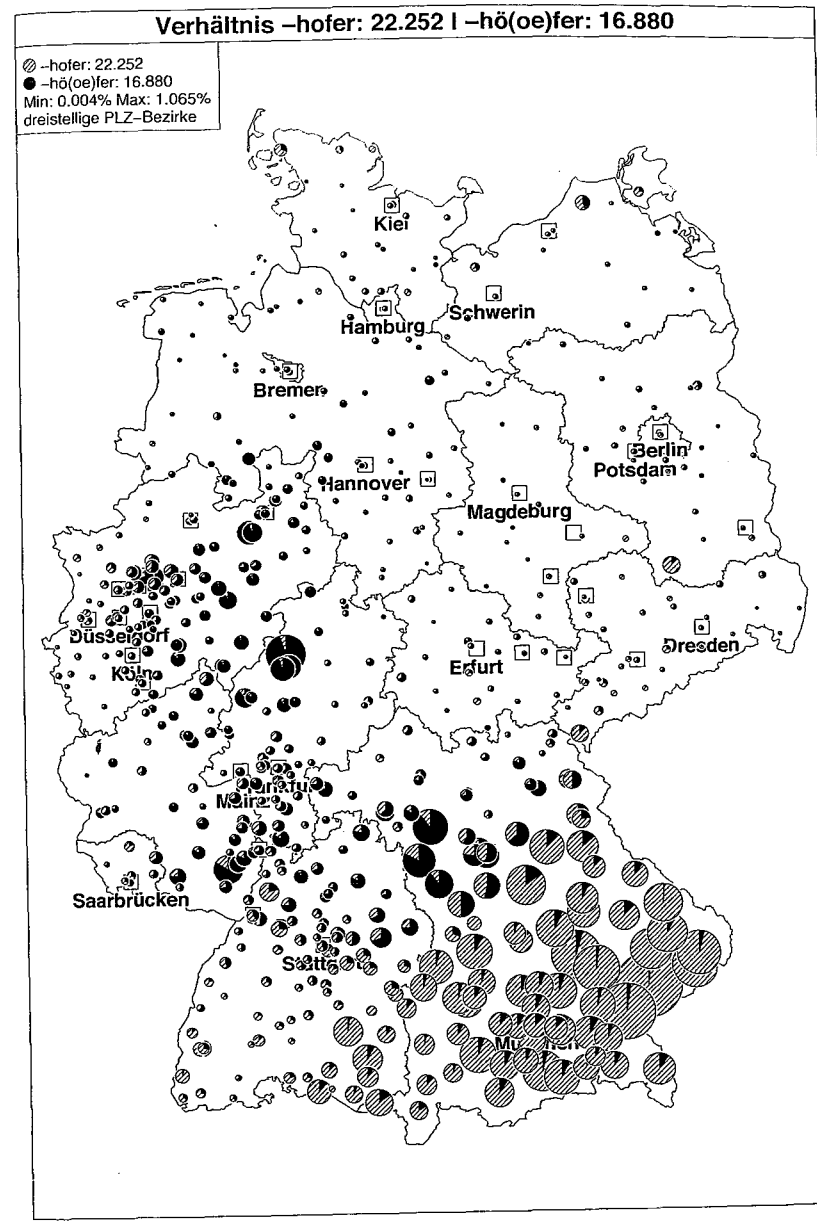 Verhältnis –hofer: 22.252 I –hö(oe)fer: 16.880
–hofer: 22.252
–hö(oe)fer: 16.880
Min: 0.004% Max: 1.065%
dreistellige PLZ–Bezirke
Kiel
Schwerin
Hamburg
Bremen
Berlin
Potsdam
Hannover
Magdeburg
Düsseldorf
Dresden
Erfurt
Köln
Mainz
Saarbrücken